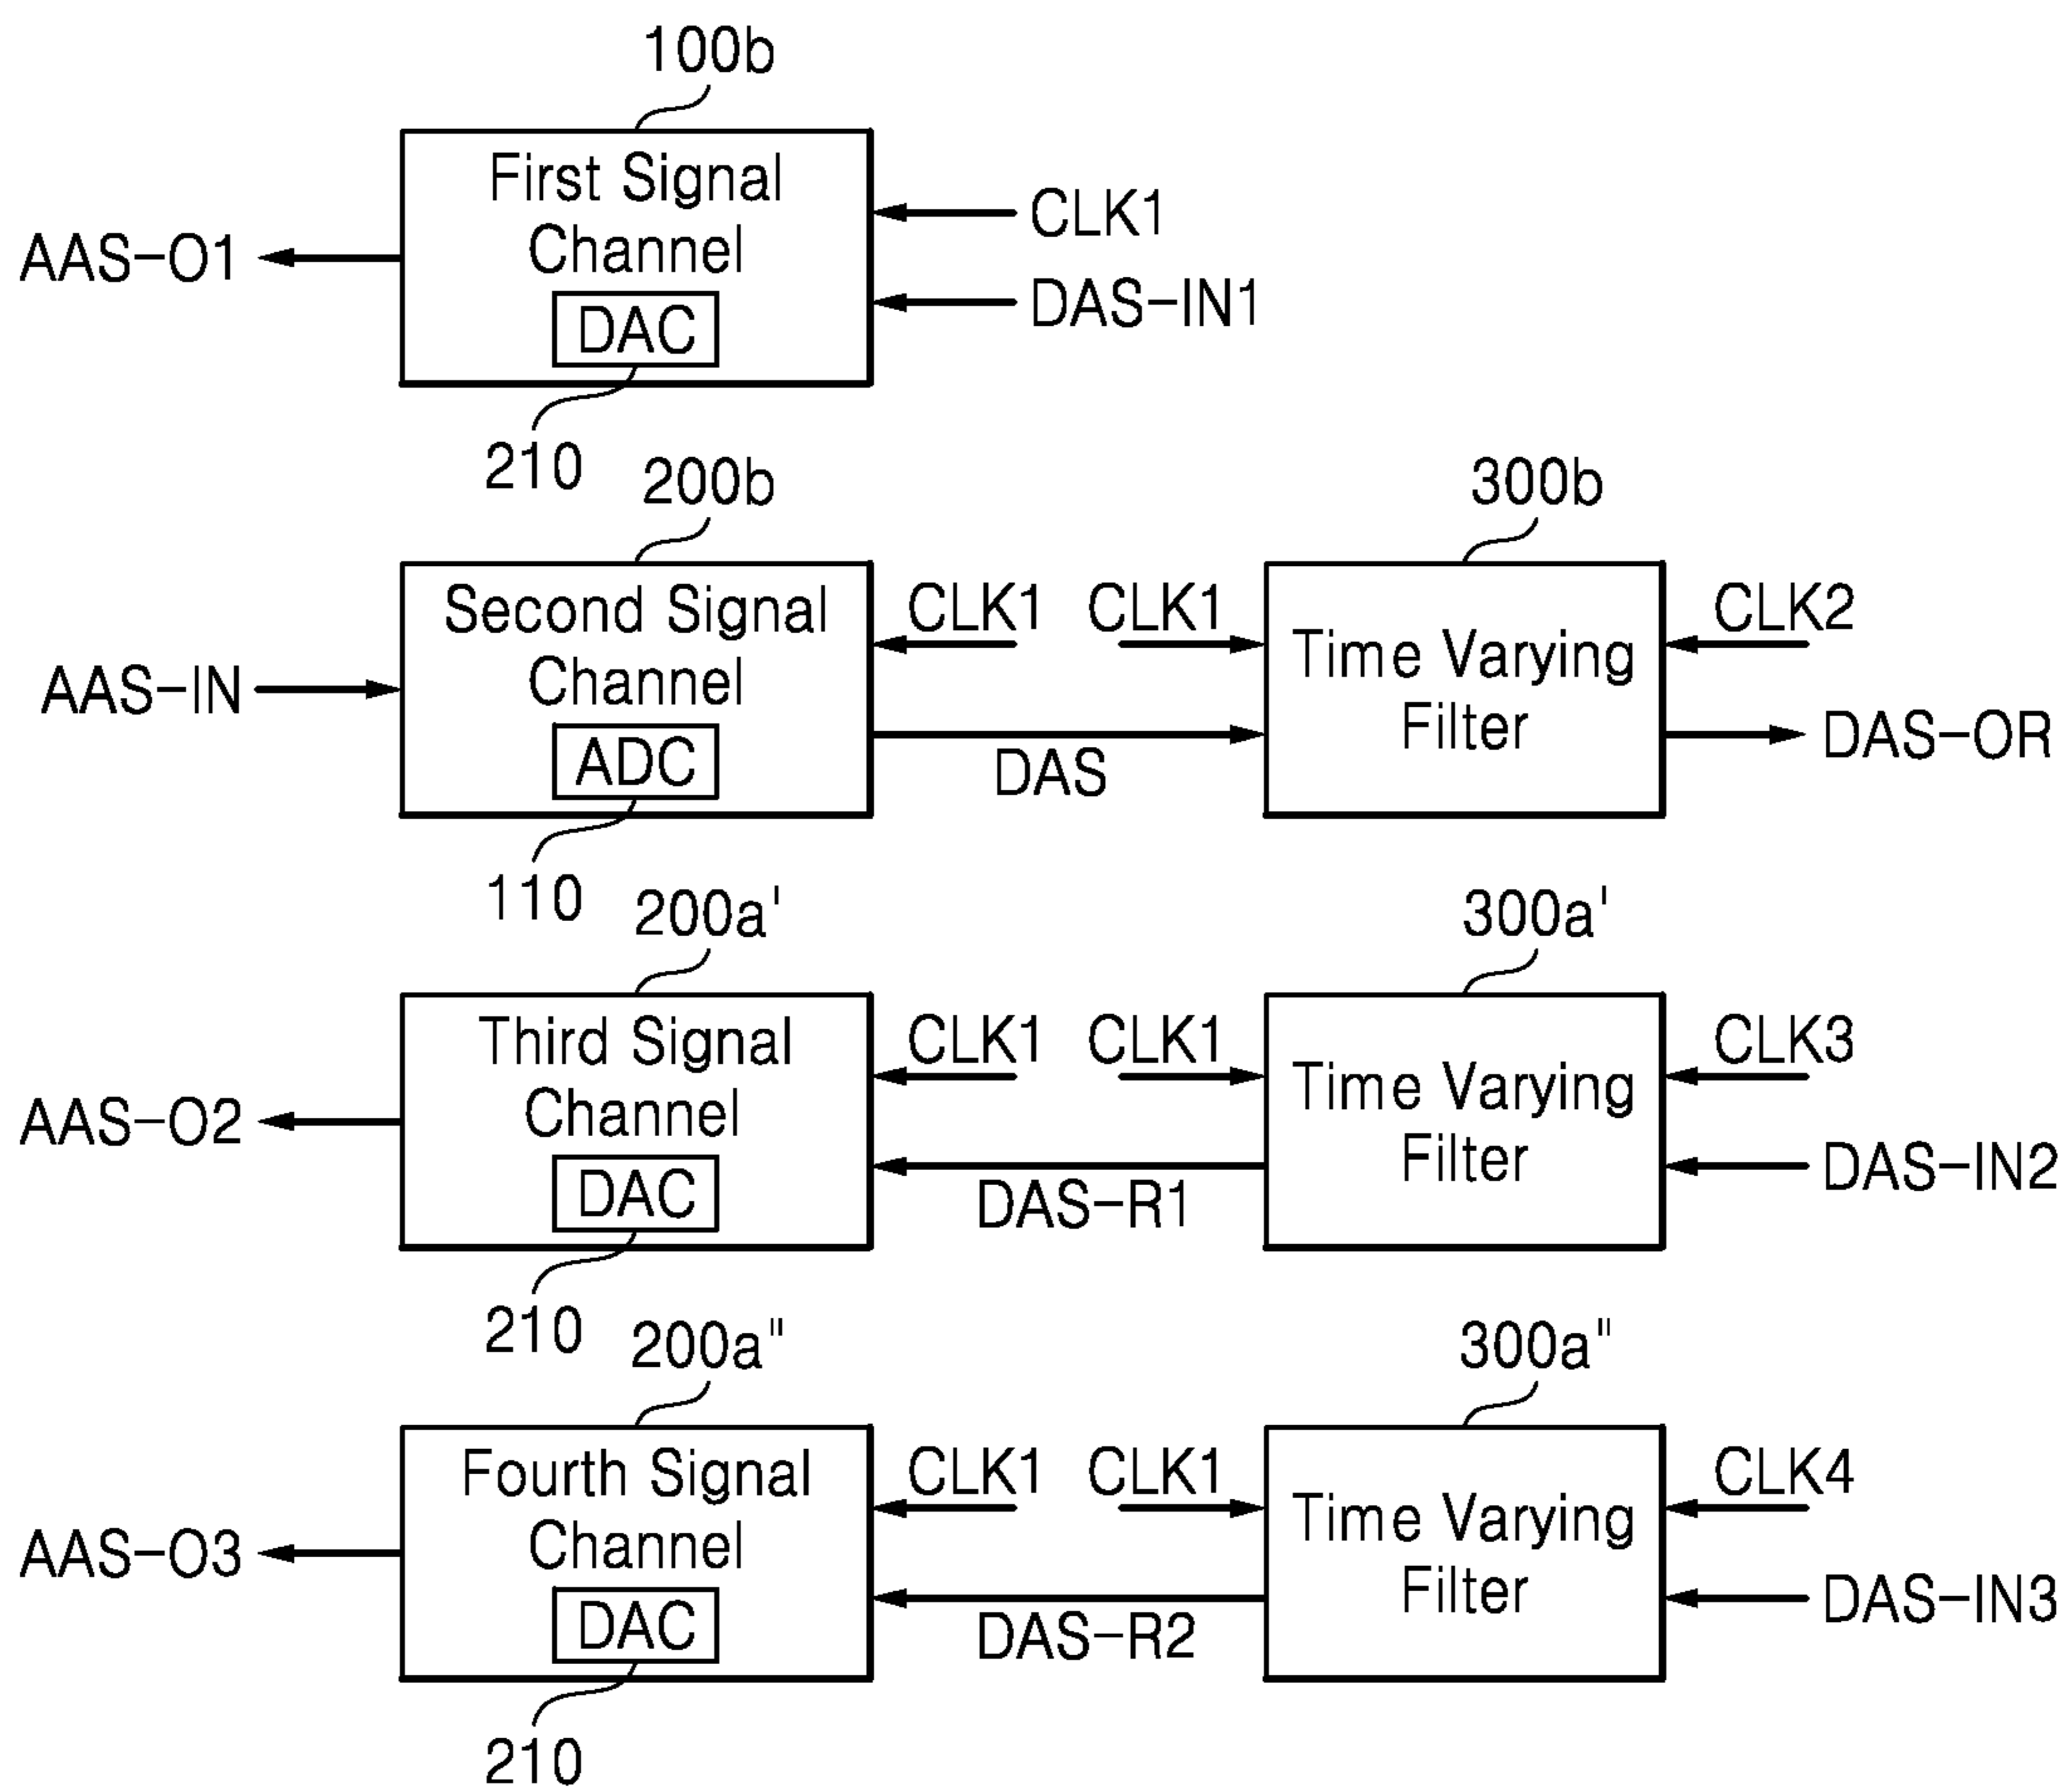 100b
First Signal
Channel
DAC
AAS-O1
CLK1
DAS-IN1
210
200b
300b
Second Signal
Channel
ADC
AAS-IN
CLK1
CLK1
DAS
Time Varying
Filter
CLK2
DAS-OR
110
200a'
300a'
Third Signal
Channel
DAC
AAS-O2
CLK1
CLK1
DAS-R1
Time Varying
Filter
CLK3
DAS-IN2
210
200a"
300a"
Fourth Signal
Channel
DAC
AAS-O3
CLK1
CLK1
DAS-R2
Time Varying
Filter
CLK4
DAS-IN3
210